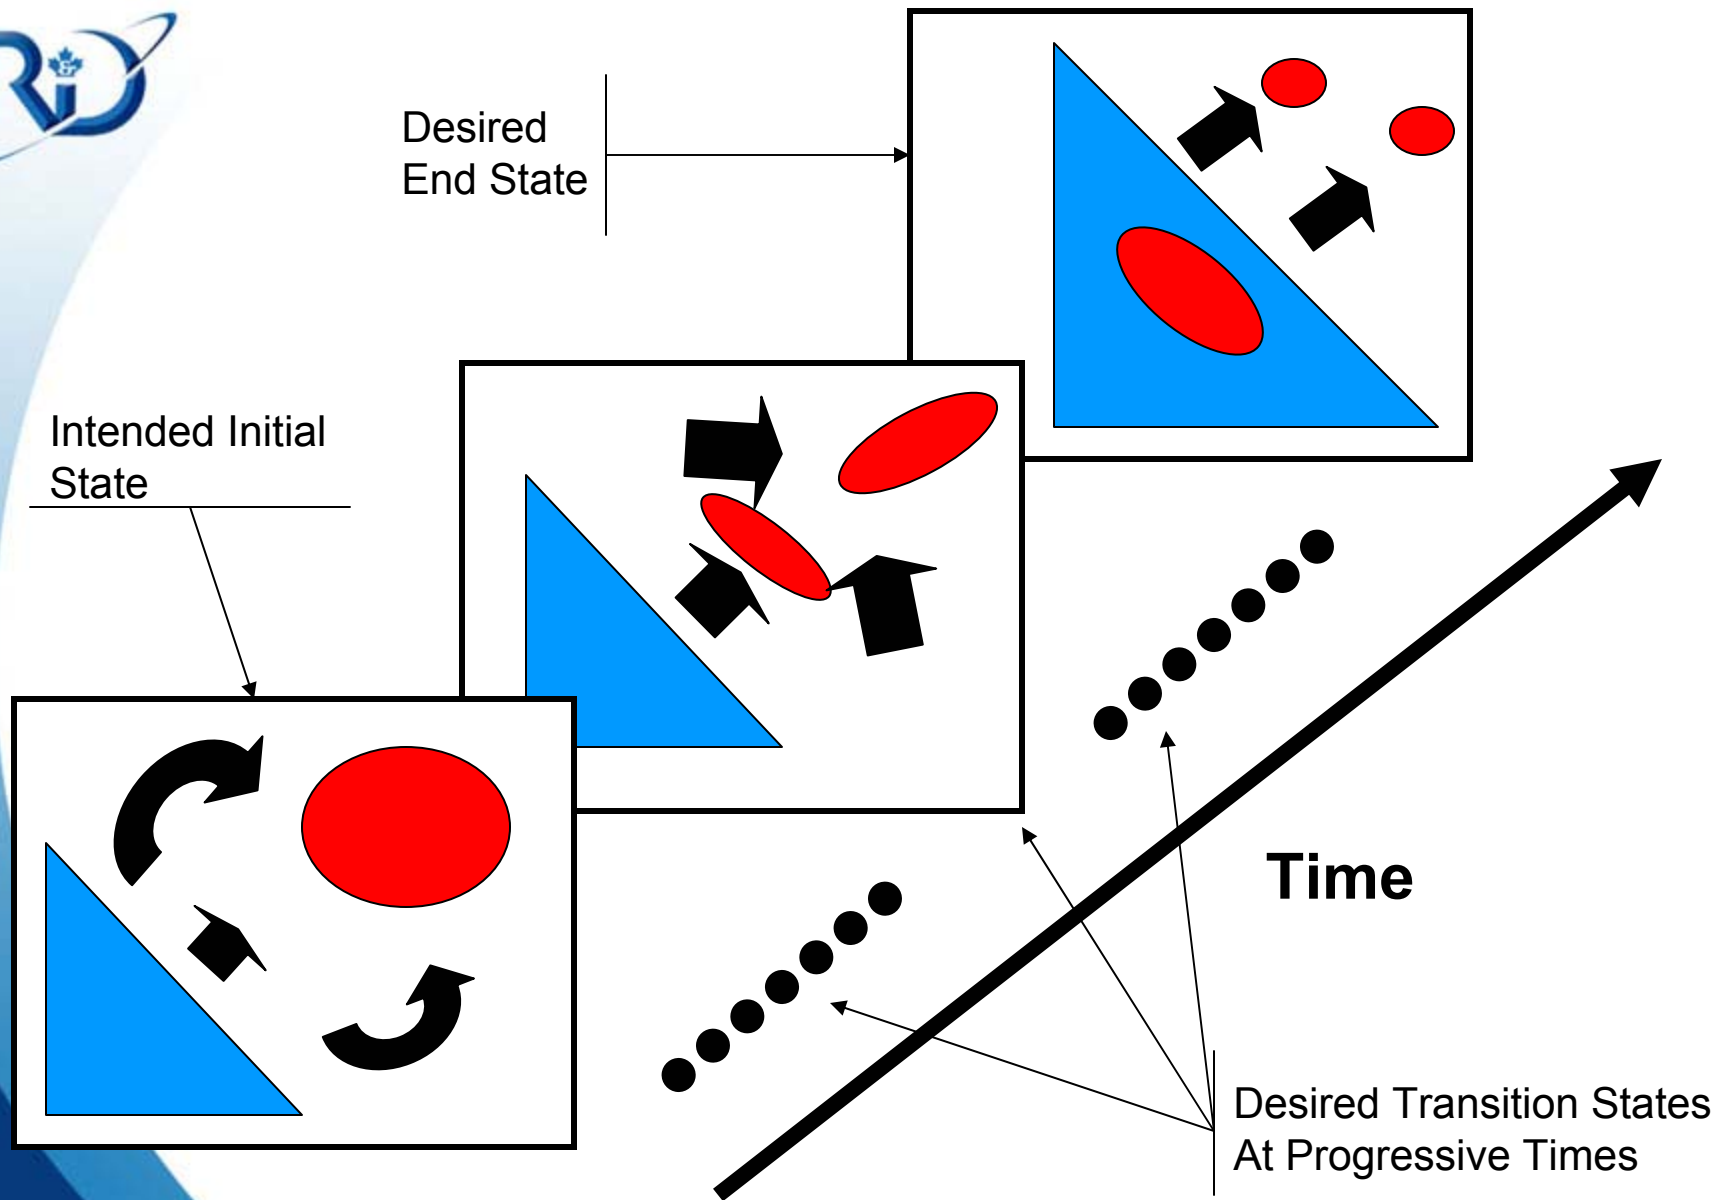 Desired
End State
Intended Initial
State
Time
Desired Transition States
At Progressive Times